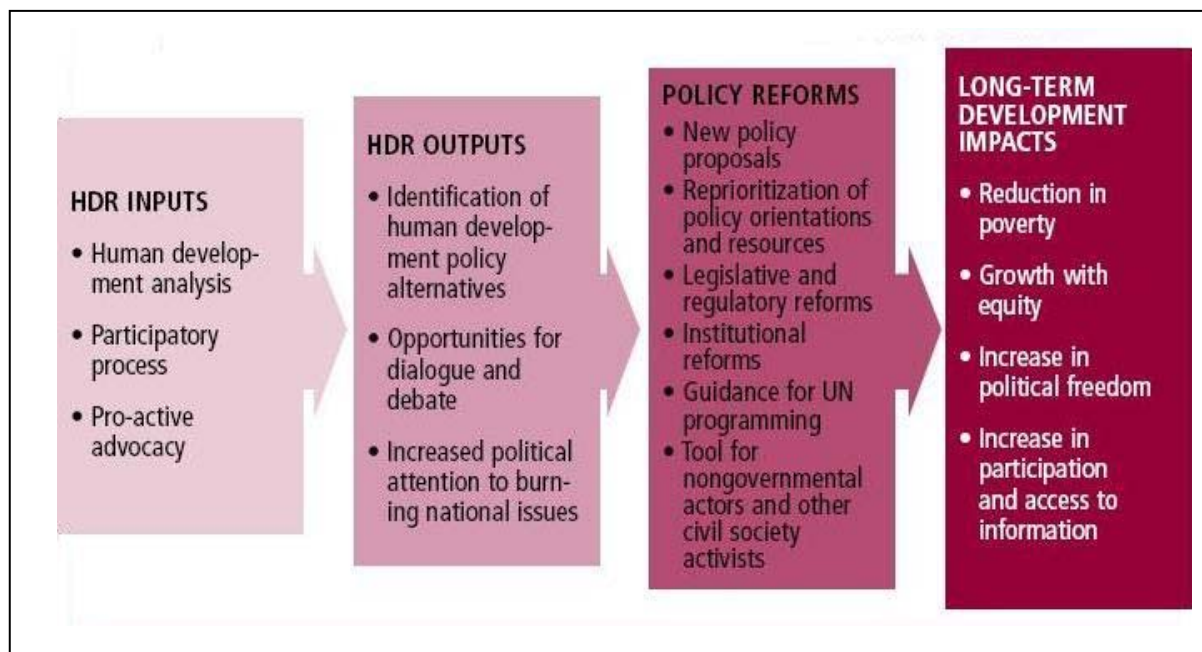 HDR INPUTS
• Human develop-
ment analysis
• Participatory
process
• Pro-active
advocacy
HDR OUTPUTS
• Identification of
human develop-
ment policy
alternatives
• Opportunities for
dialogue and
debate
• Increased political
attention to burn-
ing national issues
POLICY REFORMS
• New policy
proposals
• Reprioritization of
policy orientations
and resources
• Legislative and
regulatory reforms
• Institutional
reforms
• Guidance for UN
programming
• Tool for
nongovernmental
actors and other
civil society
activists
LONG-TERM
DEVELOPMENT
IMPACTS
• Reduction in
poverty
• Growth with
equity
• Increase in
political freedom
• Increase in
participation
and access to
information